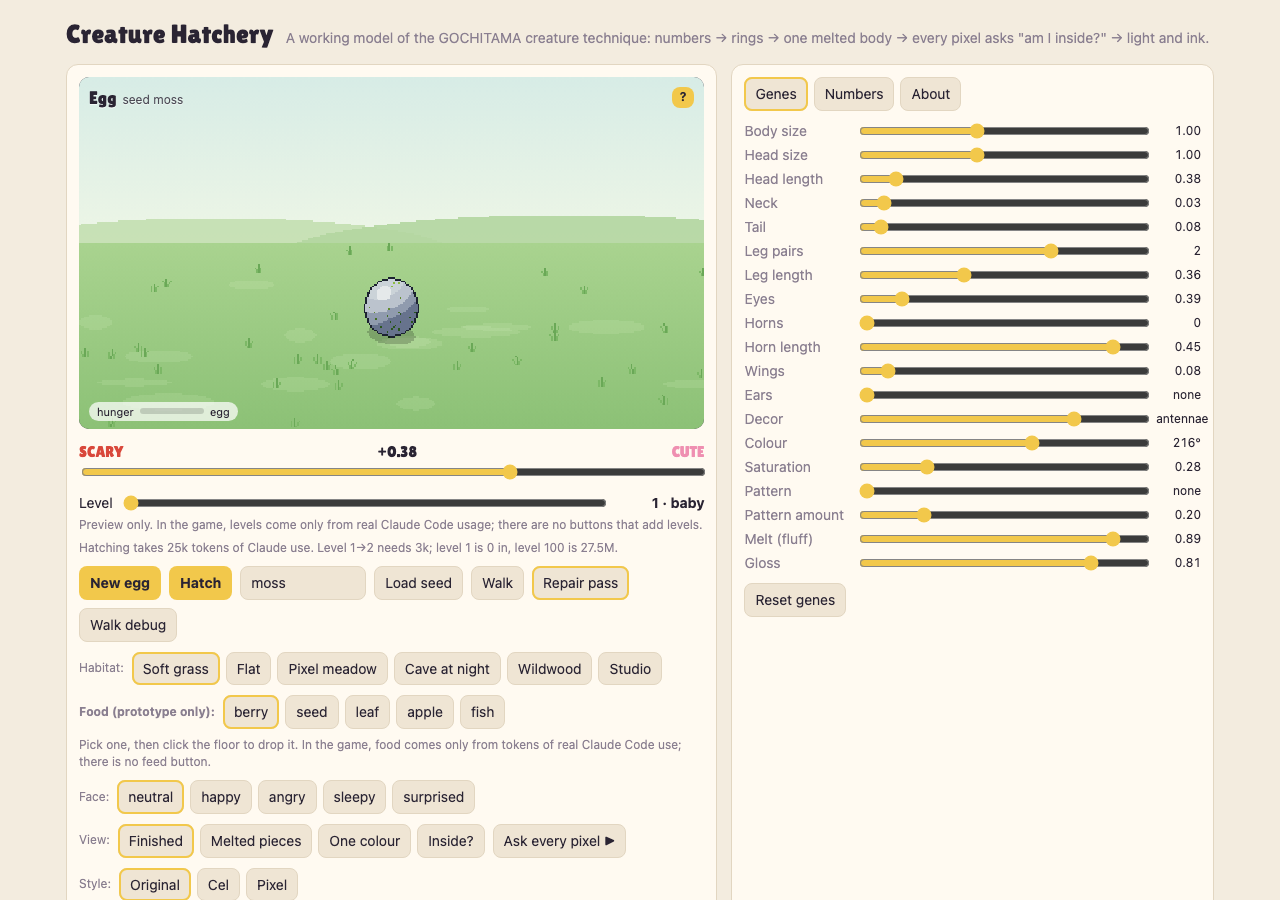 Creature Hatchery
A working model of the GOCHITAMA creature technique: numbers → rings → one melted body → every pixel asks "am I inside?" → light and ink.
Egg seed moss
?
hunger egg
SCARY +0.38 CUTE
Level 1 · baby
Preview only. In the game, levels come only from real Claude Code usage; there are no buttons that add levels.
Hatching takes 25k tokens of Claude use. Level 1→2 needs 3k; level 1 is 0 in, level 100 is 27.5M.
New egg Hatch moss Load seed Walk Repair pass
Walk debug
Habitat: Soft grass Flat Pixel meadow Cave at night Wildwood Studio
Food (prototype only): berry seed leaf apple fish
Pick one, then click the floor to drop it. In the game, food comes only from tokens of real Claude Code use;
there is no feed button.
Face: neutral happy angry sleepy surprised
View: Finished Melted pieces One colour Inside? Ask every pixel ▶
Style: Original Cel Pixel
Genes Numbers About
Body size 1.00
Head size 1.00
Head length 0.38
Neck 0.03
Tail 0.08
Leg pairs 2
Leg length 0.36
Eyes 0.39
Horns 0
Horn length 0.45
Wings 0.08
Ears none
Decor antennae
Colour 216°
Saturation 0.28
Pattern none
Pattern amount 0.20
Melt (fluff) 0.89
Gloss 0.81
Reset genes